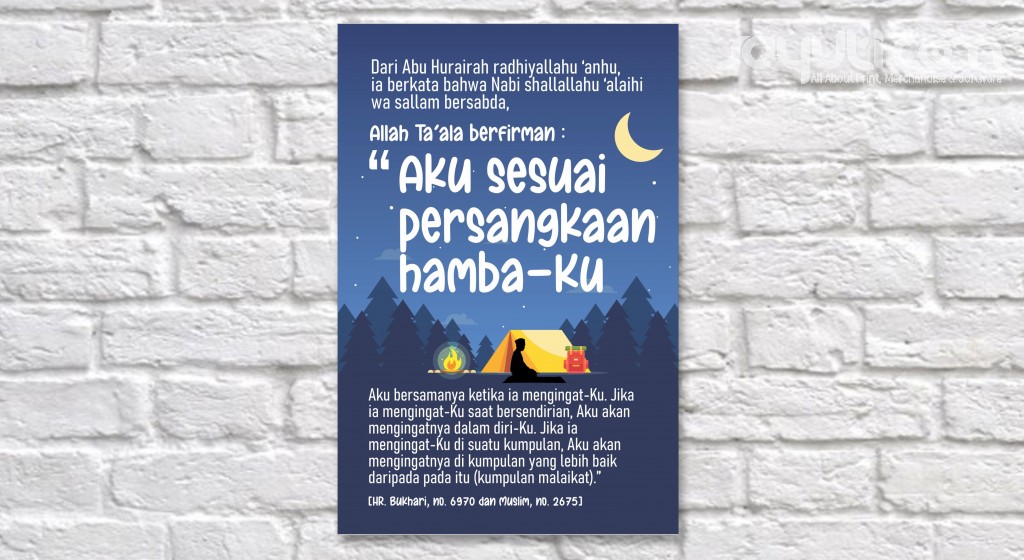 Dari Abu Hurairah radhiyallahu ‘anhu,
ia berkata bahwa Nabi shallallahu ‘alaihi
wa sallam bersabda,
Allah Ta’ala berfirman :
“ Aku sesuai
persangkaan
hamba-Ku
Aku bersamanya ketika ia mengingat-Ku. Jika
ia mengingat-Ku saat bersendirian, Aku akan
mengingatnya dalam diri-Ku. Jika ia
mengingat-Ku di suatu kumpulan, Aku akan
mengingatnya di kumpulan yang lebih baik
daripada pada itu (kumpulan malaikat).”
[HR. Bukhari, no. 6970 dan Muslim, no. 2675]
All About Print, Merchandise & Software